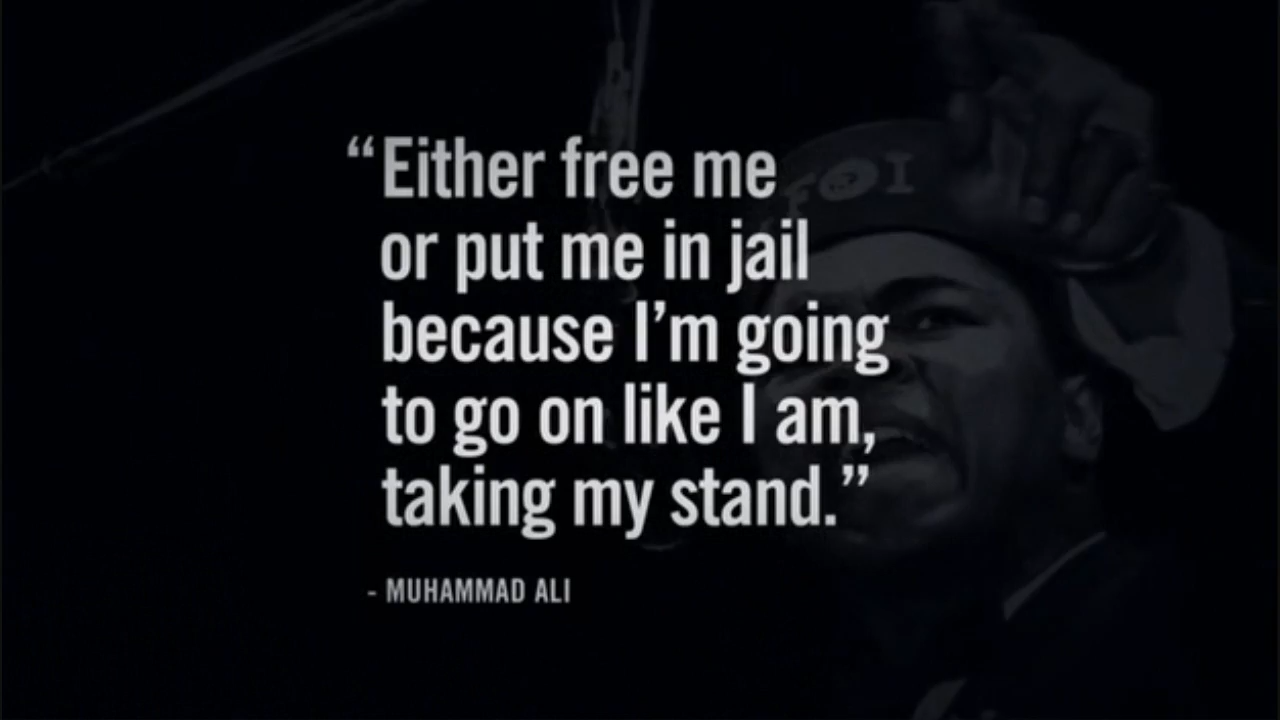 “Either free me
FOI
or put me in jail
because I’m going
to go on like I am,
taking my stand.”
- MUHAMMAD ALI